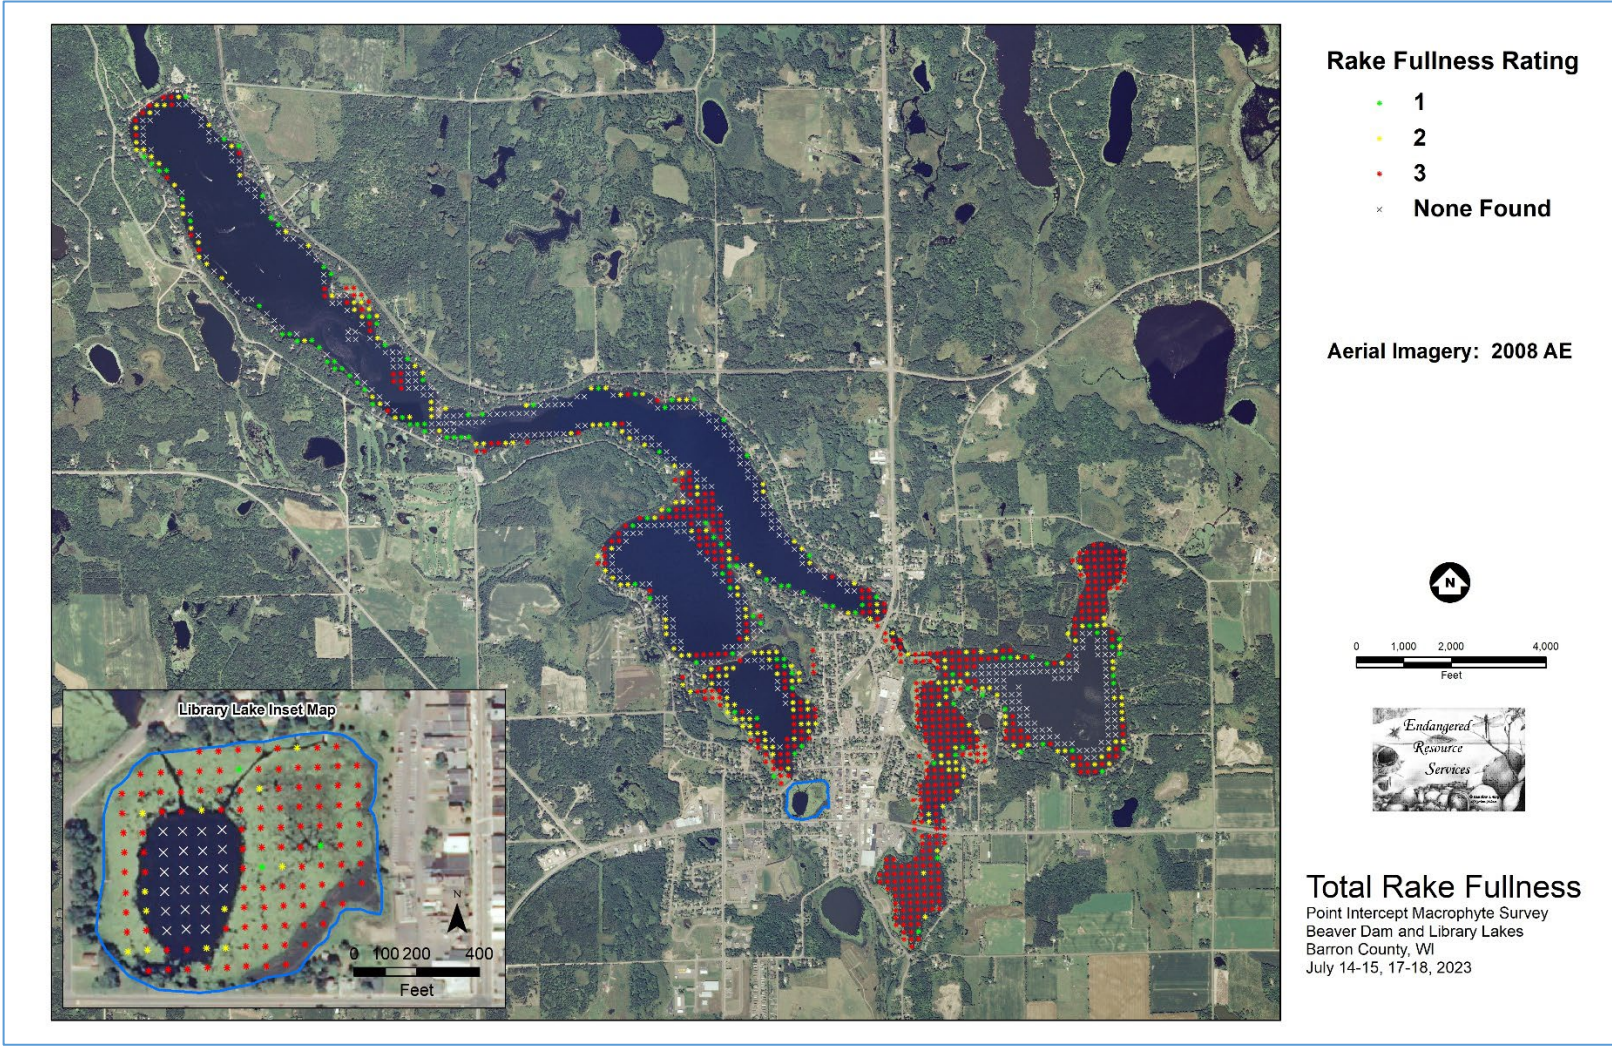 Rake Fullness Rating
1
2
3
None Found
Aerial Imagery: 2008 AE
N
0 1,000 2,000 4,000
Feet
Endangered
Resource
Services
Total Rake Fullness
Point Intercept Macrophyte Survey
Beaver Dam and Library Lakes
Barron County, WI
July 14-15, 17-18, 2023
Library Lake Inset Map
N
0 100 200 400
Feet